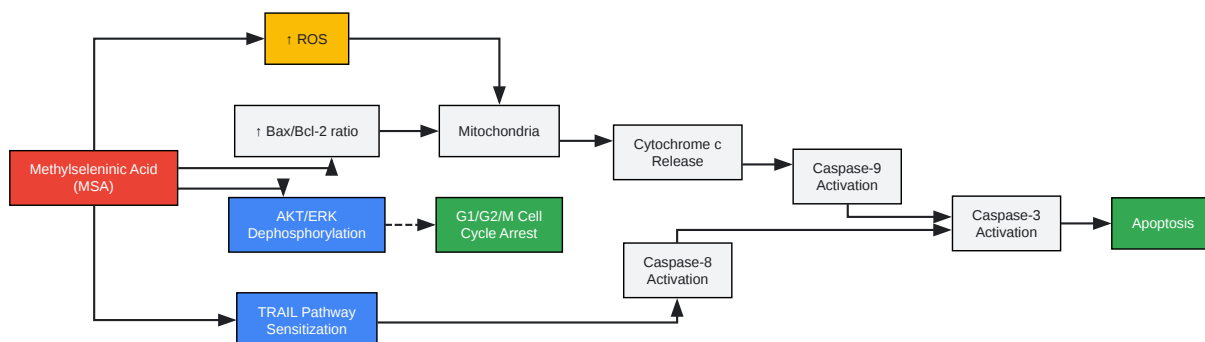 ↑ ROS
↑ Bax/Bcl-2 ratio
Mitochondria
Cytochrome c
Release
Caspase-9
Activation
Methylseleninic Acid
(MSA)
AKT/ERK
Dephosphorylation
G1/G2/M Cell
Cycle Arrest
Caspase-3
Activation
Apoptosis
Caspase-8
Activation
TRAIL Pathway
Sensitization